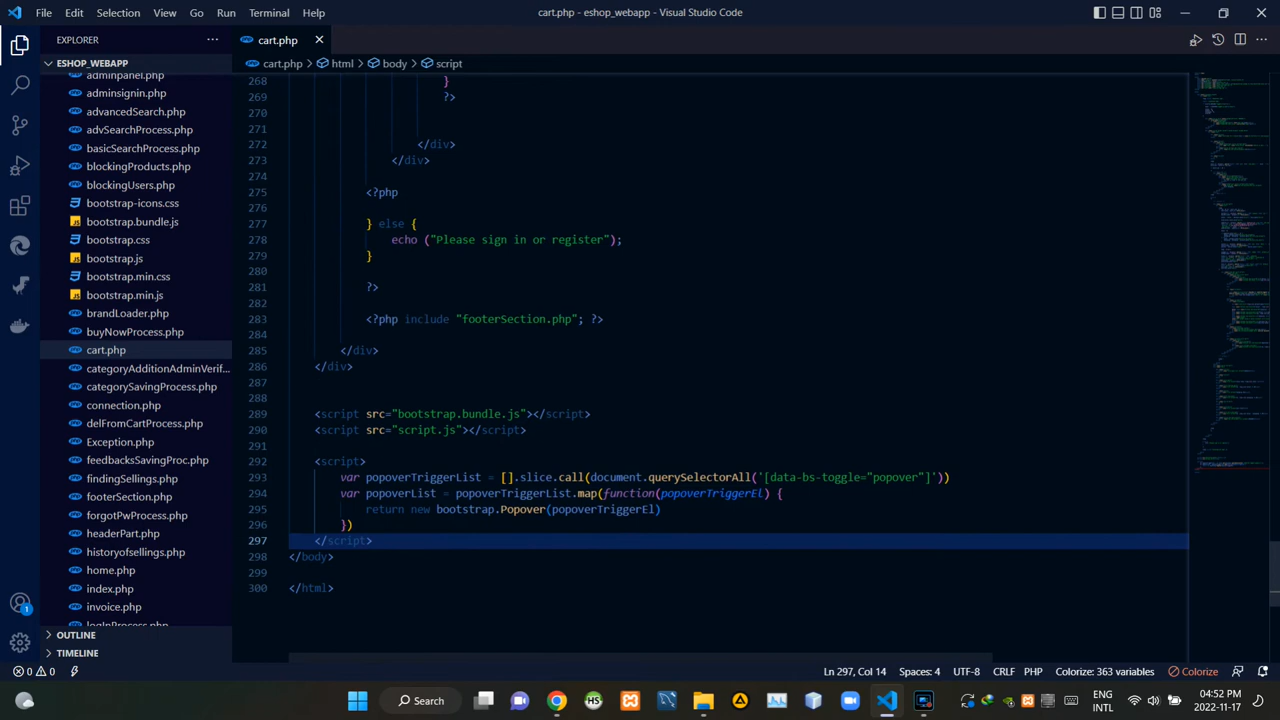 File Edit Selection View Go Run Terminal Help
cart.php - eshop_webapp - Visual Studio Code
EXPLORER
cart.php
ESHOP_WEBAPP
cart.php html body script
adminpanel.php
adminsignin.php
advancedSearch.php
advSearchProcess.php
basicSearchProcess.php
blockingProducts.php
blockingUsers.php
bootstrap-icons.css
bootstrap.bundle.js
bootstrap.css
bootstrap.js
bootstrap.min.css
bootstrap.min.js
brandLoader.php
buyNowProcess.php
cart.php
categoryAdditionAdminVerif...
categorySavingProcess.php
connection.php
delFromCartProcess.php
Exception.php
feedbacksSavingProc.php
findingSellings.php
footerSection.php
forgotPwProcess.php
headerPart.php
historyofsellings.php
home.php
index.php
invoice.php
logInProcess.php
OUTLINE
TIMELINE
268 }
269 ?>
270
271
272 </div>
273 </div>
274
275 <?php
276
277 } else {
278 echo ("Please sign in or register");
279 }
280
281 ?>
282
283 <?php include "footerSection.php"; ?>
284
285 </div>
286 </div>
287
288
289 <script src="bootstrap.bundle.js"></script>
290 <script src="script.js"></script>
291
292 <script>
293 var popoverTriggerList = [].slice.call(document.querySelectorAll('[data-bs-toggle="popover"]'))
294 var popoverList = popoverTriggerList.map(function(popoverTriggerEl) {
295 return new bootstrap.Popover(popoverTriggerEl)
296 })
297 </script>
298 </body>
299
300 </html>
1
0 0
Ln 297, Col 14 Spaces: 4 UTF-8 CRLF PHP Colorize: 363 variables Colorize
Search
HS
ENG
INTL
04:52 PM
2022-11-17